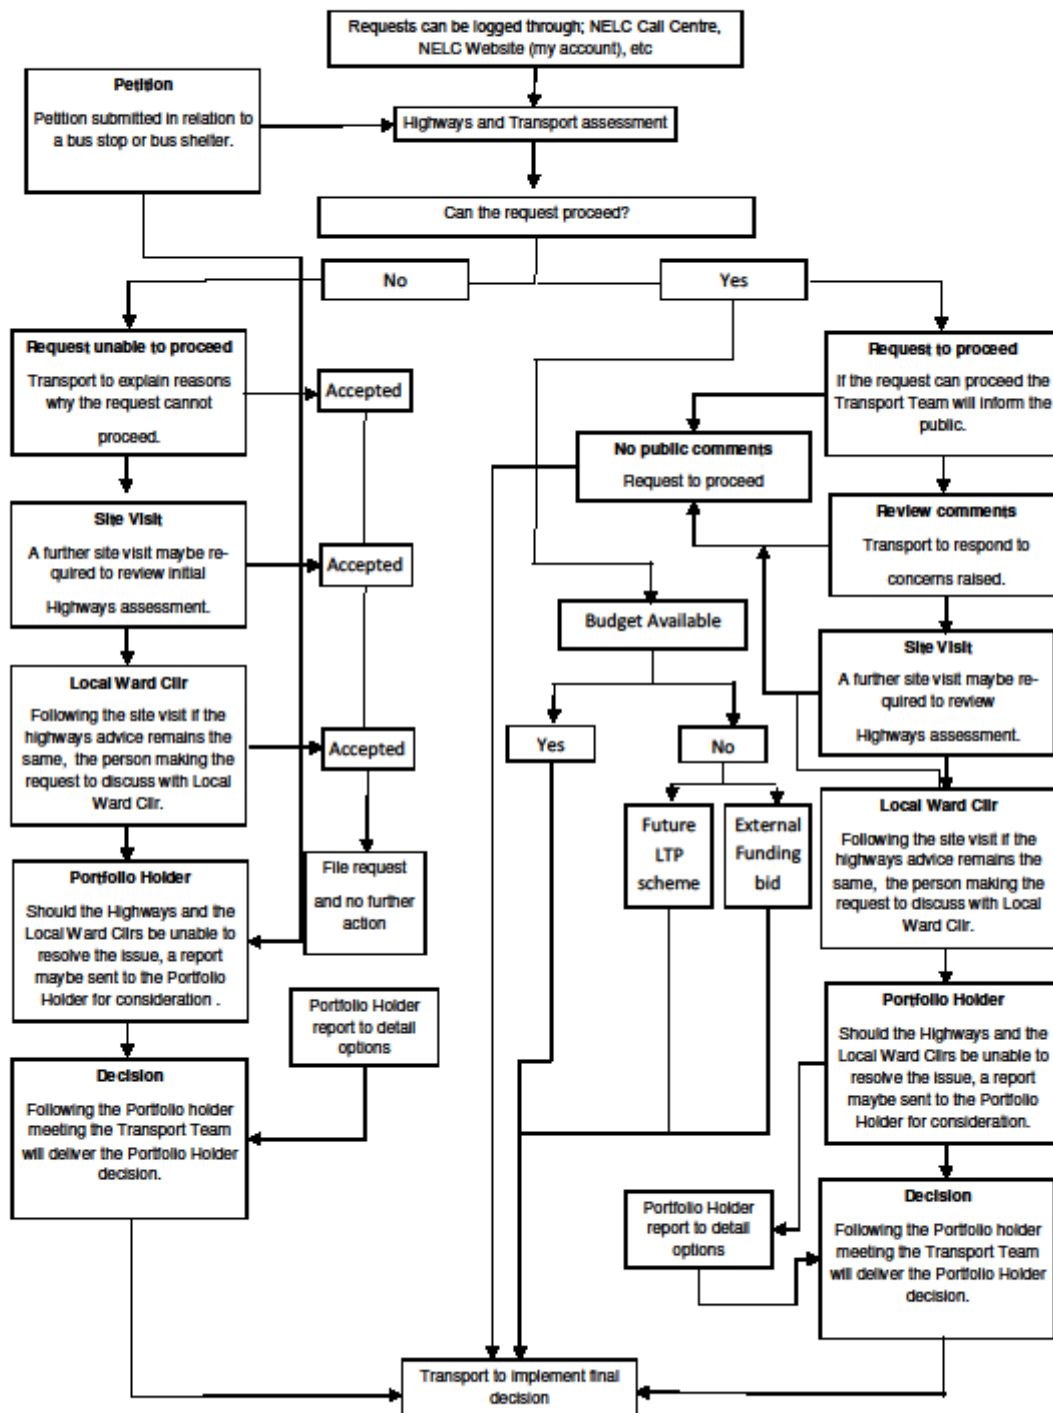 Requests can be logged through; NELC Call Centre,
NELC Website (my account), etc
Petition
Petition submitted in relation to
a bus stop or bus shelter.
Highways and Transport assessment
Can the request proceed?
No
Yes
Request unable to proceed
Transport to explain reasons
why the request cannot
proceed.
Accepted
Request to proceed
If the request can proceed the
Transport Team will inform the
public.
No public comments
Request to proceed
Site Visit
A further site visit maybe re-
quired to review initial
Highways assessment.
Accepted
Review comments
Transport to respond to
concerns raised.
Budget Available
Site Visit
A further site visit maybe re-
quired to review
Highways assessment.
Local Ward Cllr
Following the site visit if the
highways advice remains the
same, the person making the
request to discuss with Local
Ward Cllr.
Accepted
Yes
No
Future
LTP
scheme
External
Funding
bid
Local Ward Cllr
Following the site visit if the
highways advice remains the
same, the person making the
request to discuss with Local
Ward Cllr.
File request
and no further
action
Portfolio Holder
Should the Highways and the
Local Ward Cllrs be unable to
resolve the issue, a report
maybe sent to the Portfolio
Holder for consideration .
Portfolio Holder
report to detail
options
Portfolio Holder
Should the Highways and the
Local Ward Cllrs be unable to
resolve the issue, a report
maybe sent to the Portfolio
Holder for consideration.
Decision
Following the Portfolio holder
meeting the Transport Team
will deliver the Portfolio Holder
decision.
Portfolio Holder
report to detail
options
Decision
Following the Portfolio holder
meeting the Transport Team
will deliver the Portfolio Holder
decision.
Transport to implement final
decision